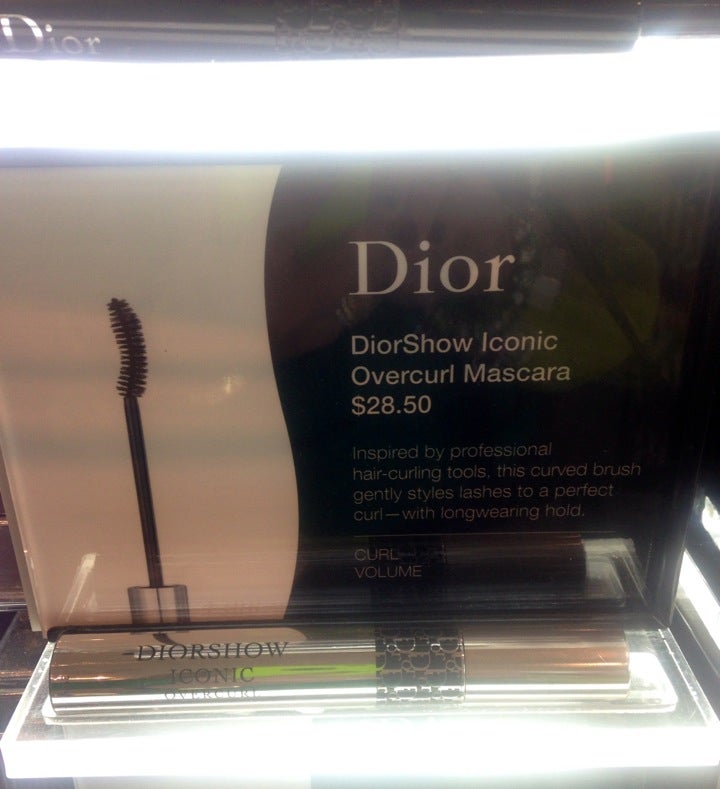 Dior
Dior
DiorShow Iconic
Overcurl Mascara
$28.50
Inspired by professional
hair-curling tools, this curved brush
gently styles lashes to a perfect
curl—with longwearing hold.
CURL
VOLUME
DIORSHOW
ICONIC
OVERCURL